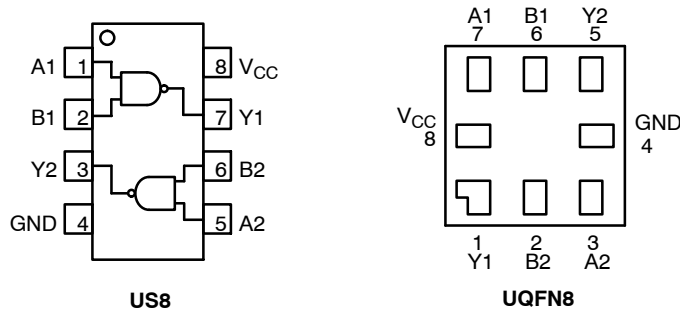 A1 1 8 VCC
B1 2 7 Y1
Y2 3 6 B2
GND 4 5 A2
US8
A1 B1 Y2
7 6 5
VCC
8
GND
4
1 2 3
Y1 B2 A2
UQFN8